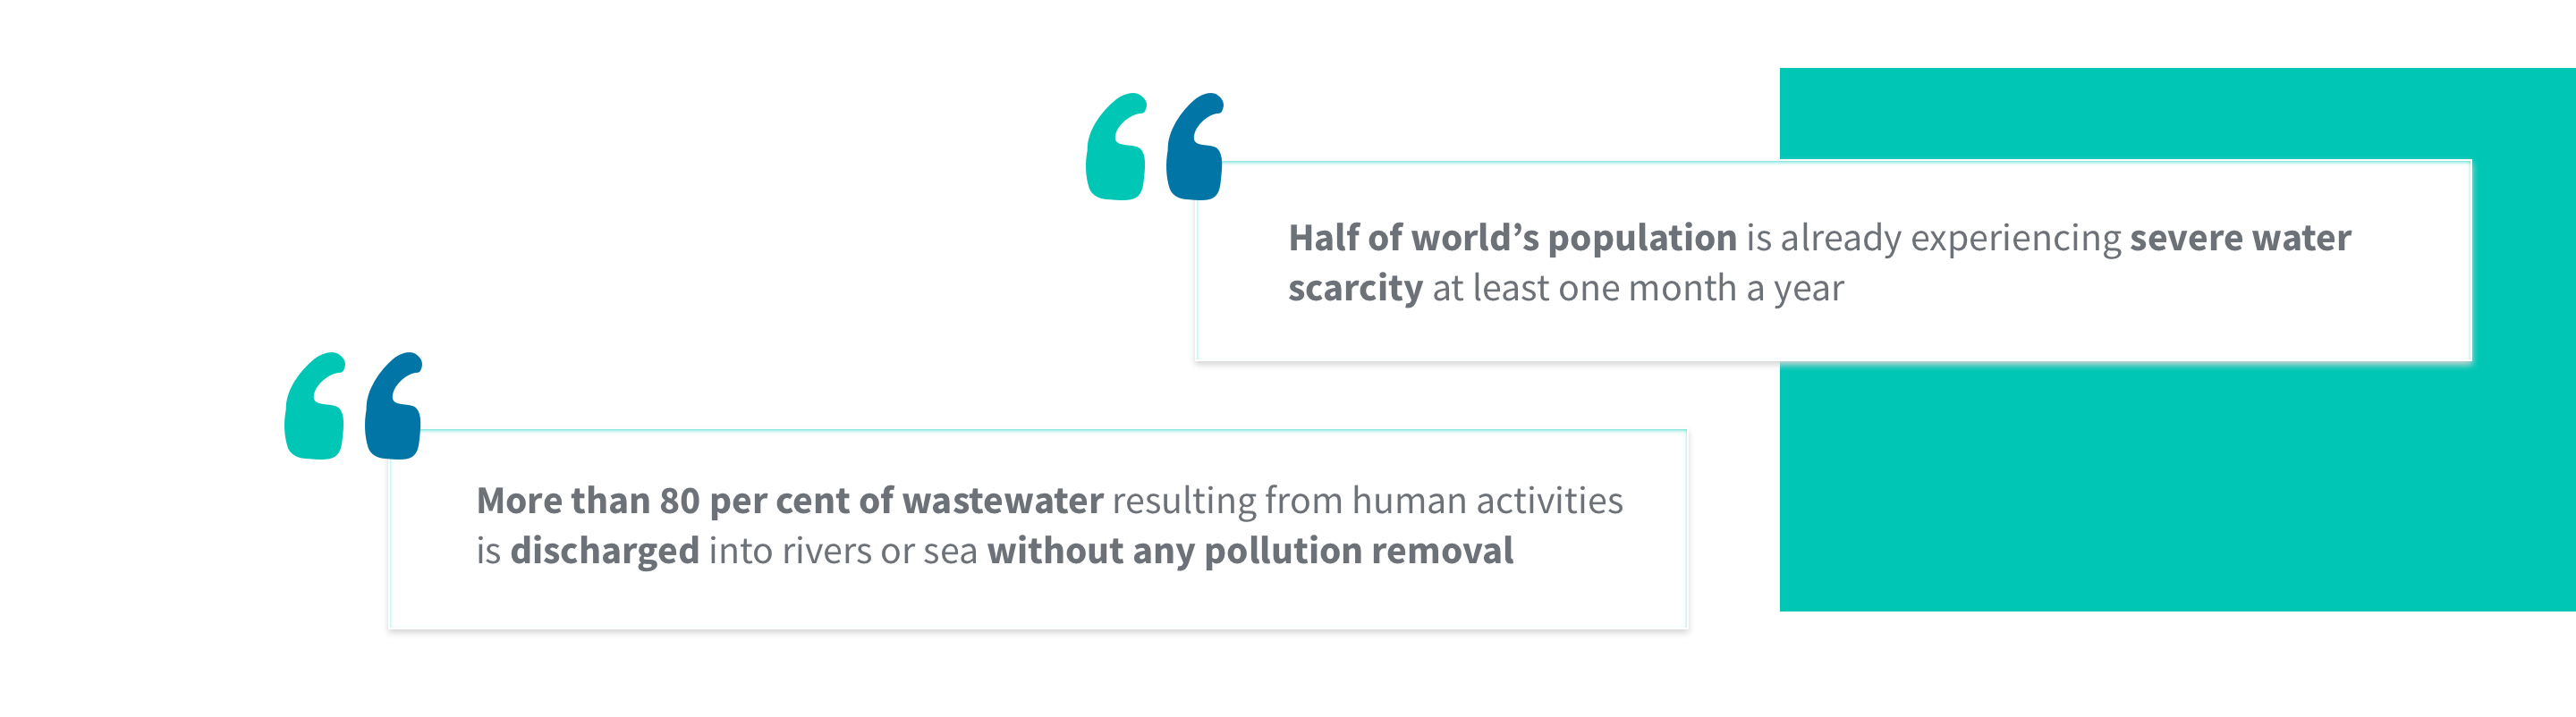 Half of world’s population is already experiencing severe water
scarcity at least one month a year
More than 80 per cent of wastewater resulting from human activities
is discharged into rivers or sea without any pollution removal